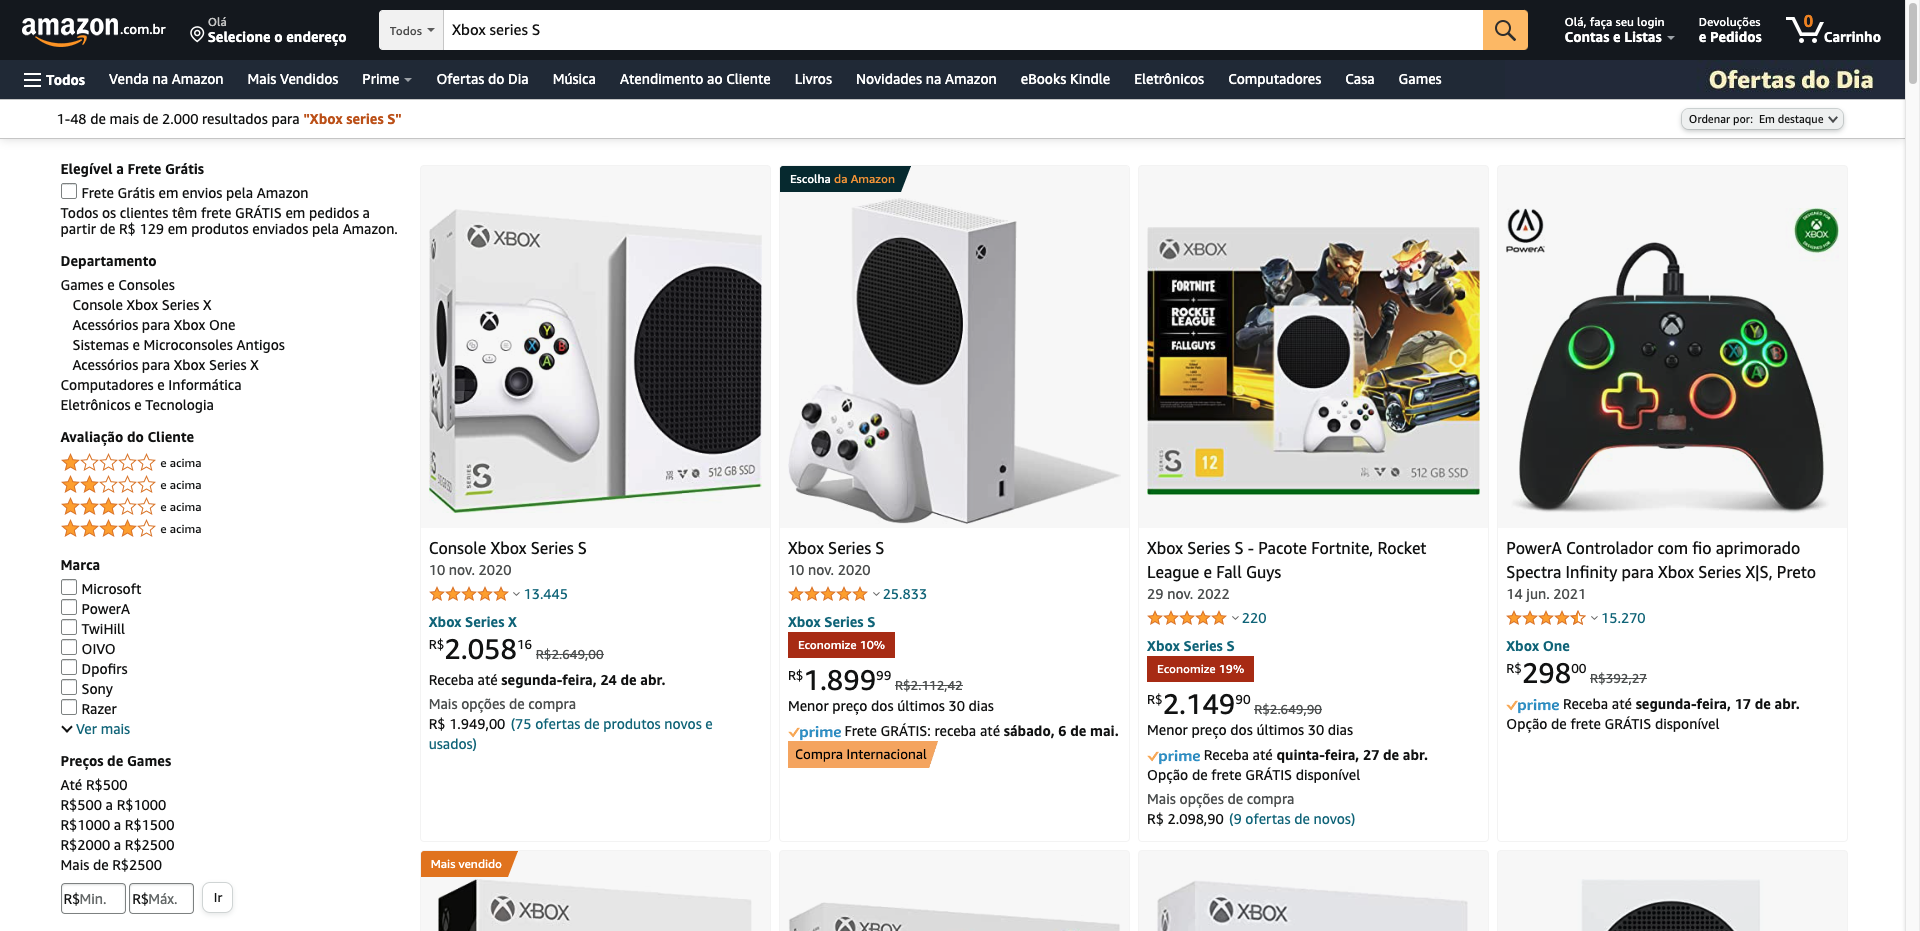 amazon.com.br
Olá
Selecione o endereço
Todos
Xbox series S
Olá, faça seu login
Contas e Listas
Devoluções
e Pedidos
0
Carrinho
Todos
Venda na Amazon
Mais Vendidos
Prime
Ofertas do Dia
Música
Atendimento ao Cliente
Livros
Novidades na Amazon
eBooks Kindle
Eletrônicos
Computadores
Casa
Games
Ofertas do Dia
1-48 de mais de 2.000 resultados para "Xbox series S"
Ordenar por: Em destaque
Elegível a Frete Grátis
Frete Grátis em envios pela Amazon
Todos os clientes têm frete GRÁTIS em pedidos a
partir de R$ 129 em produtos enviados pela Amazon.
Departamento
Games e Consoles
Console Xbox Series X
Acessórios para Xbox One
Sistemas e Microconsoles Antigos
Acessórios para Xbox Series X
Computadores e Informática
Eletrônicos e Tecnologia
Avaliação do Cliente
e acima
e acima
e acima
e acima
Marca
Microsoft
PowerA
TwiHill
OIVO
Dpofirs
Sony
Razer
Ver mais
Preços de Games
Até R$500
R$500 a R$1000
R$1000 a R$1500
R$2000 a R$2500
Mais de R$2500
R$Min.
R$Máx.
Ir
XBOX
Y
X
B
A
SERIES
S
512 GB SSD
Console Xbox Series S
10 nov. 2020
13.445
Xbox Series X
R$2.05816 R$2.649,00
Receba até segunda-feira, 24 de abr.
Mais opções de compra
R$ 1.949,00 (75 ofertas de produtos novos e
usados)
Escolha da Amazon
Xbox Series S
10 nov. 2020
25.833
Xbox Series S
Economize 10%
R$1.89999 R$2.112,42
Menor preço dos últimos 30 dias
prime Frete GRÁTIS: receba até sábado, 6 de mai.
Compra Internacional
XBOX
FORTNITE
+
ROCKET
LEAGUE
+
FALLGUYS
SERIES
S
12
512 GB SSD
Xbox Series S - Pacote Fortnite, Rocket
League e Fall Guys
29 nov. 2022
220
Xbox Series S
Economize 19%
R$2.14990 R$2.649,90
Menor preço dos últimos 30 dias
prime Receba até quinta-feira, 27 de abr.
Opção de frete GRÁTIS disponível
Mais opções de compra
R$ 2.098,90 (9 ofertas de novos)
POWERA
DESIGNED FOR
XBOX
Y
X
B
A
PowerA Controlador com fio aprimorado
Spectra Infinity para Xbox Series X|S, Preto
14 jun. 2021
15.270
Xbox One
R$29800 R$392,27
prime Receba até segunda-feira, 17 de abr.
Opção de frete GRÁTIS disponível
Mais vendido
XBOX
XBOX
XBOX